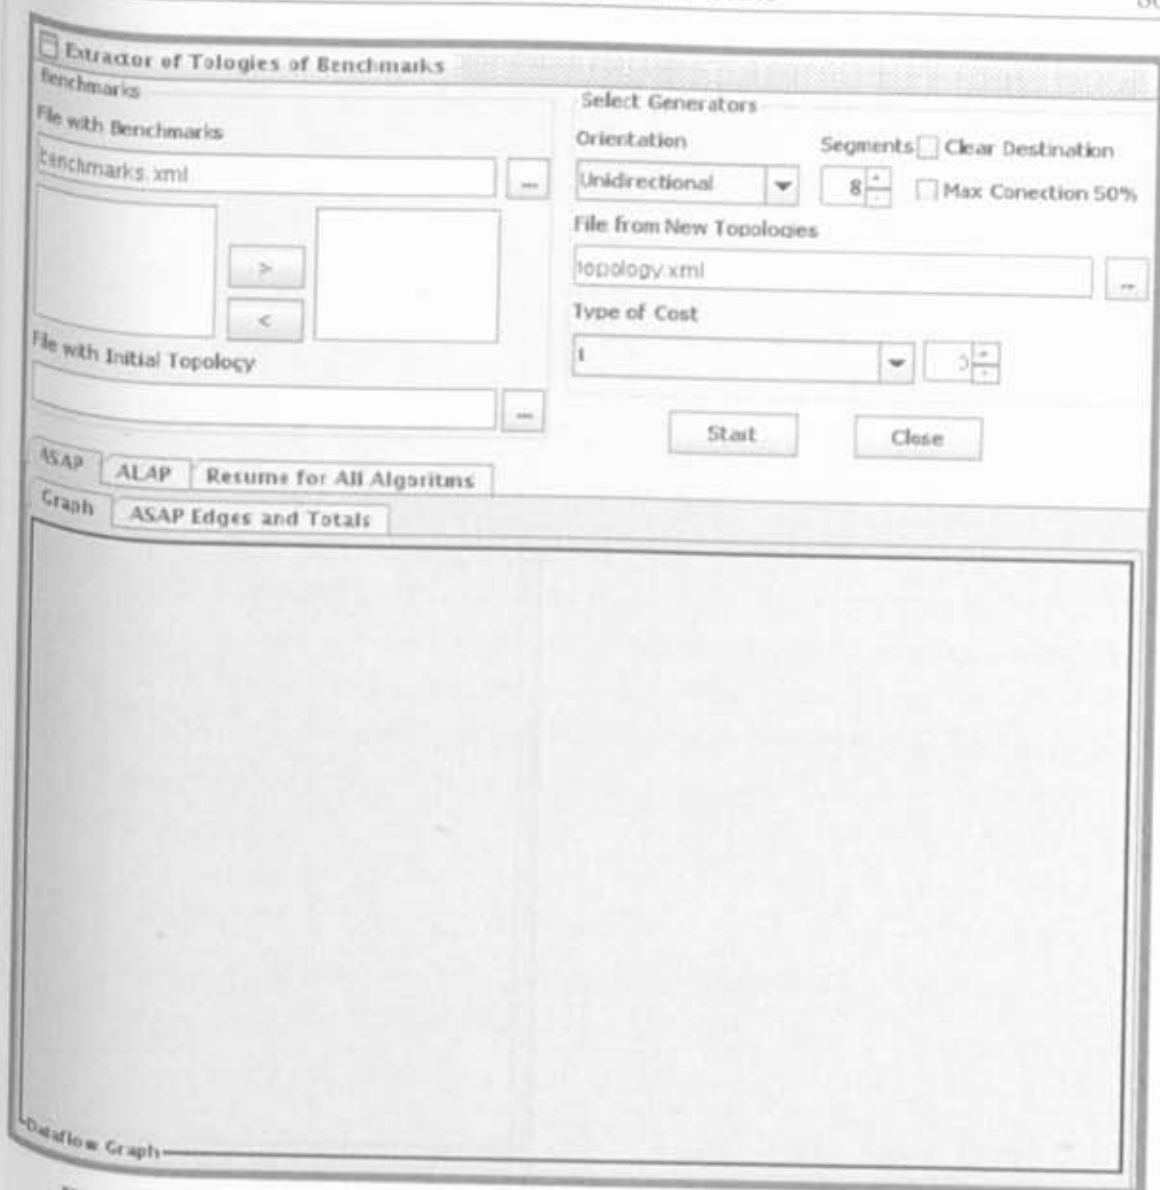 Extractor of Tologies of Benchmarks
Benchmarks
File with Benchmarks
benchmarks.xml
...
>
<
File with Initial Topology
...
Select Generators
Orientation
Unidirectional
Segments
8
Clear Destination
Max Conection 50%
File from New Topologies
topology.xml
...
Type of Cost
Start
Close
ASAP
ALAP
Resume for All Algoritms
Graph
ASAP Edges and Totals
Dataflow Graph